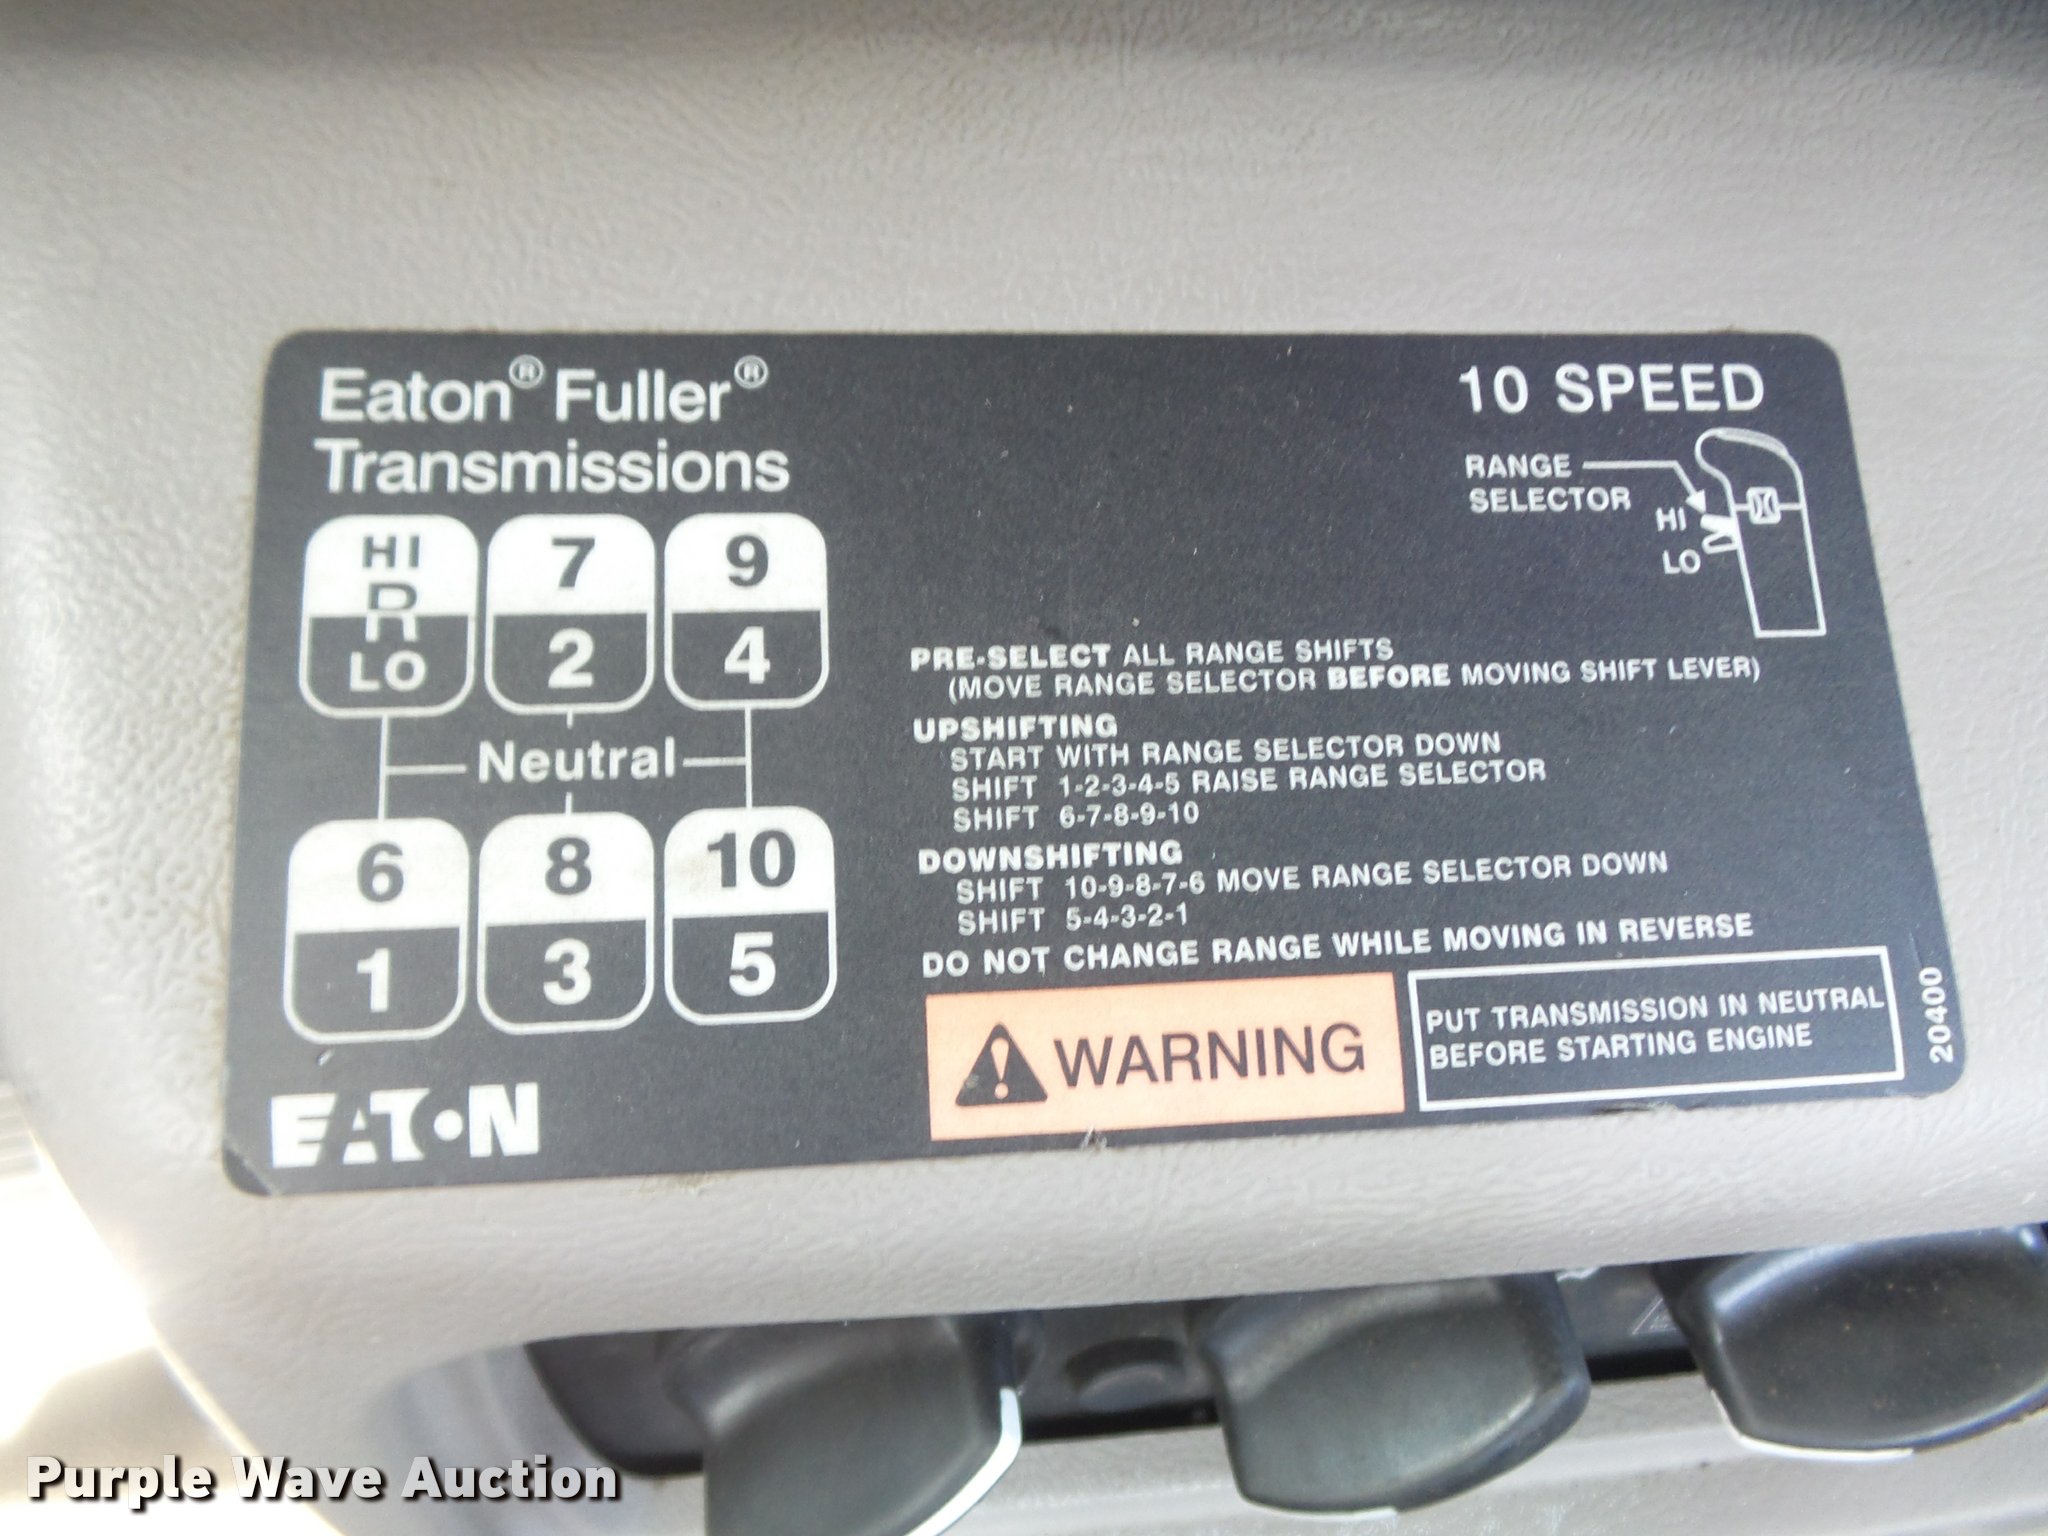 Eaton® Fuller®
Transmissions
HI
R
LO
7
2
9
4
Neutral
6
1
8
3
10
5
EATON
10 SPEED
RANGE
SELECTOR
HI
LO
PRE-SELECT ALL RANGE SHIFTS
(MOVE RANGE SELECTOR BEFORE MOVING SHIFT LEVER)
UPSHIFTING
START WITH RANGE SELECTOR DOWN
SHIFT 1-2-3-4-5 RAISE RANGE SELECTOR
SHIFT 6-7-8-9-10
DOWNSHIFTING
SHIFT 10-9-8-7-6 MOVE RANGE SELECTOR DOWN
SHIFT 5-4-3-2-1
DO NOT CHANGE RANGE WHILE MOVING IN REVERSE
WARNING
PUT TRANSMISSION IN NEUTRAL
BEFORE STARTING ENGINE
20400
Purple Wave Auction